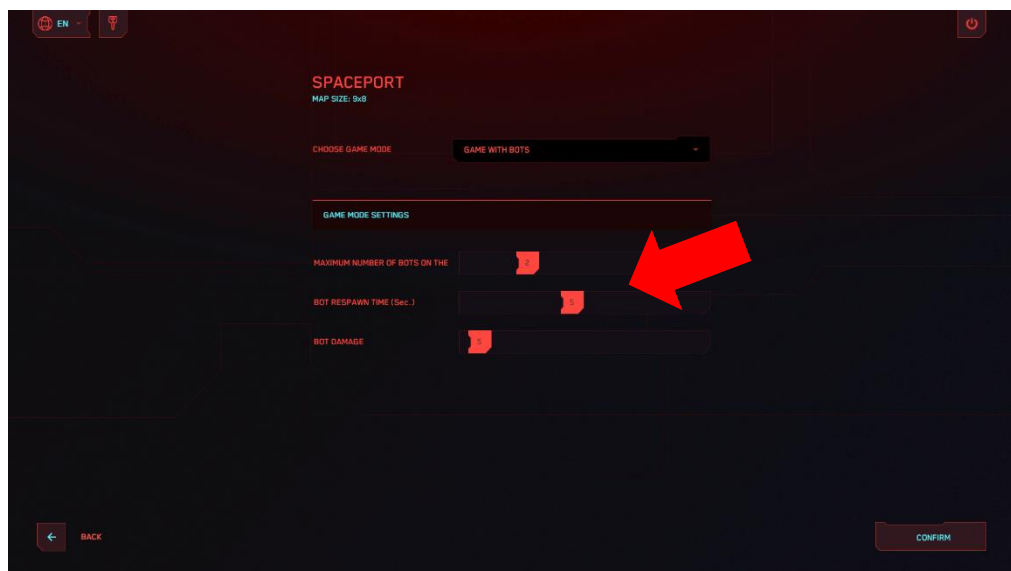 EN
SPACEPORT
MAP SIZE: 9x8
CHOOSE GAME MODE GAME WITH BOTS
GAME MODE SETTINGS
MAXIMUM NUMBER OF BOTS ON THE 2
BOT RESPAWN TIME (Sec.) 5
BOT DAMAGE 5
BACK CONFIRM